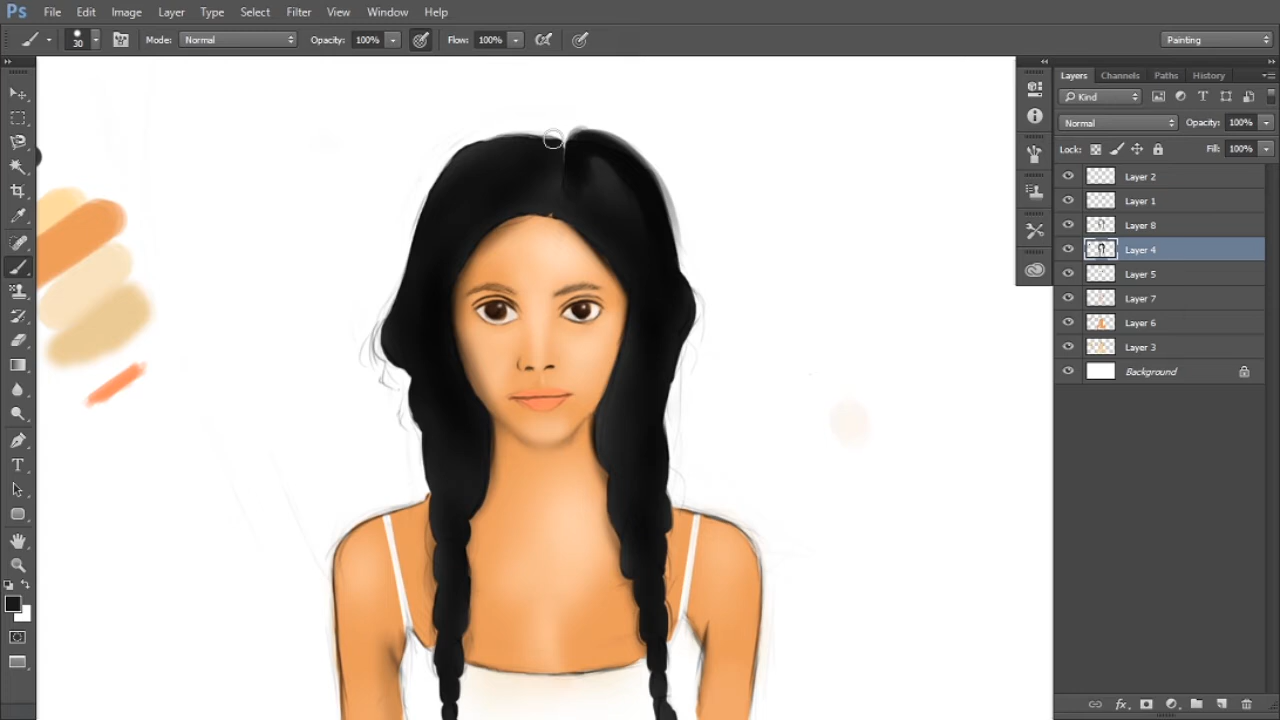 Ps File Edit Image Layer Type Select Filter View Window Help
30 Mode: Normal Opacity: 100% Flow: 100% Painting
Layers Channels Paths History
Kind
Normal Opacity: 100%
Lock: Fill: 100%
Layer 2
Layer 1
Layer 8
Layer 4
Layer 5
Layer 7
Layer 6
Layer 3
Background
T
fx